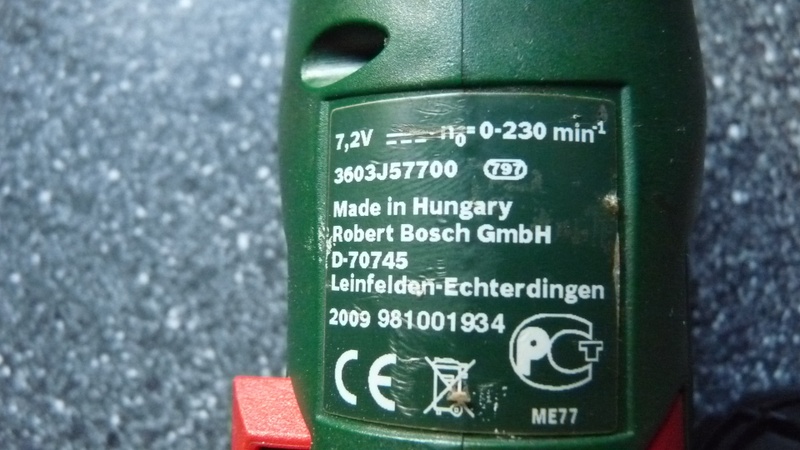 7,2V n₀=0-230 min⁻¹
3603J57700 797
Made in Hungary
Robert Bosch GmbH
D-70745
Leinfelden-Echterdingen
2009 981001934
CE PCT
ME77